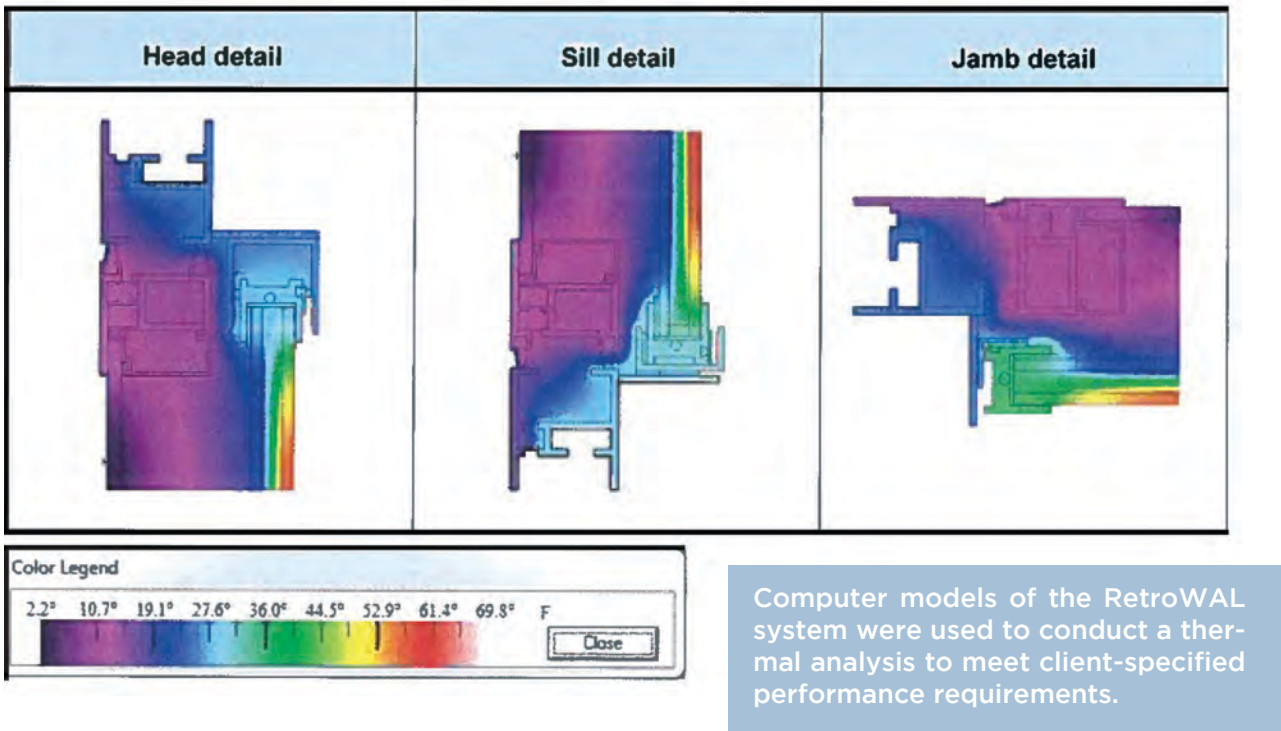 Head detail
Sill detail
Jamb detail
Color Legend
2.2° 10.7° 19.1° 27.6° 36.0° 44.5° 52.9° 61.4° 69.8° F
Close
Computer models of the RetroWAL
system were used to conduct a ther-
mal analysis to meet client-specified
performance requirements.